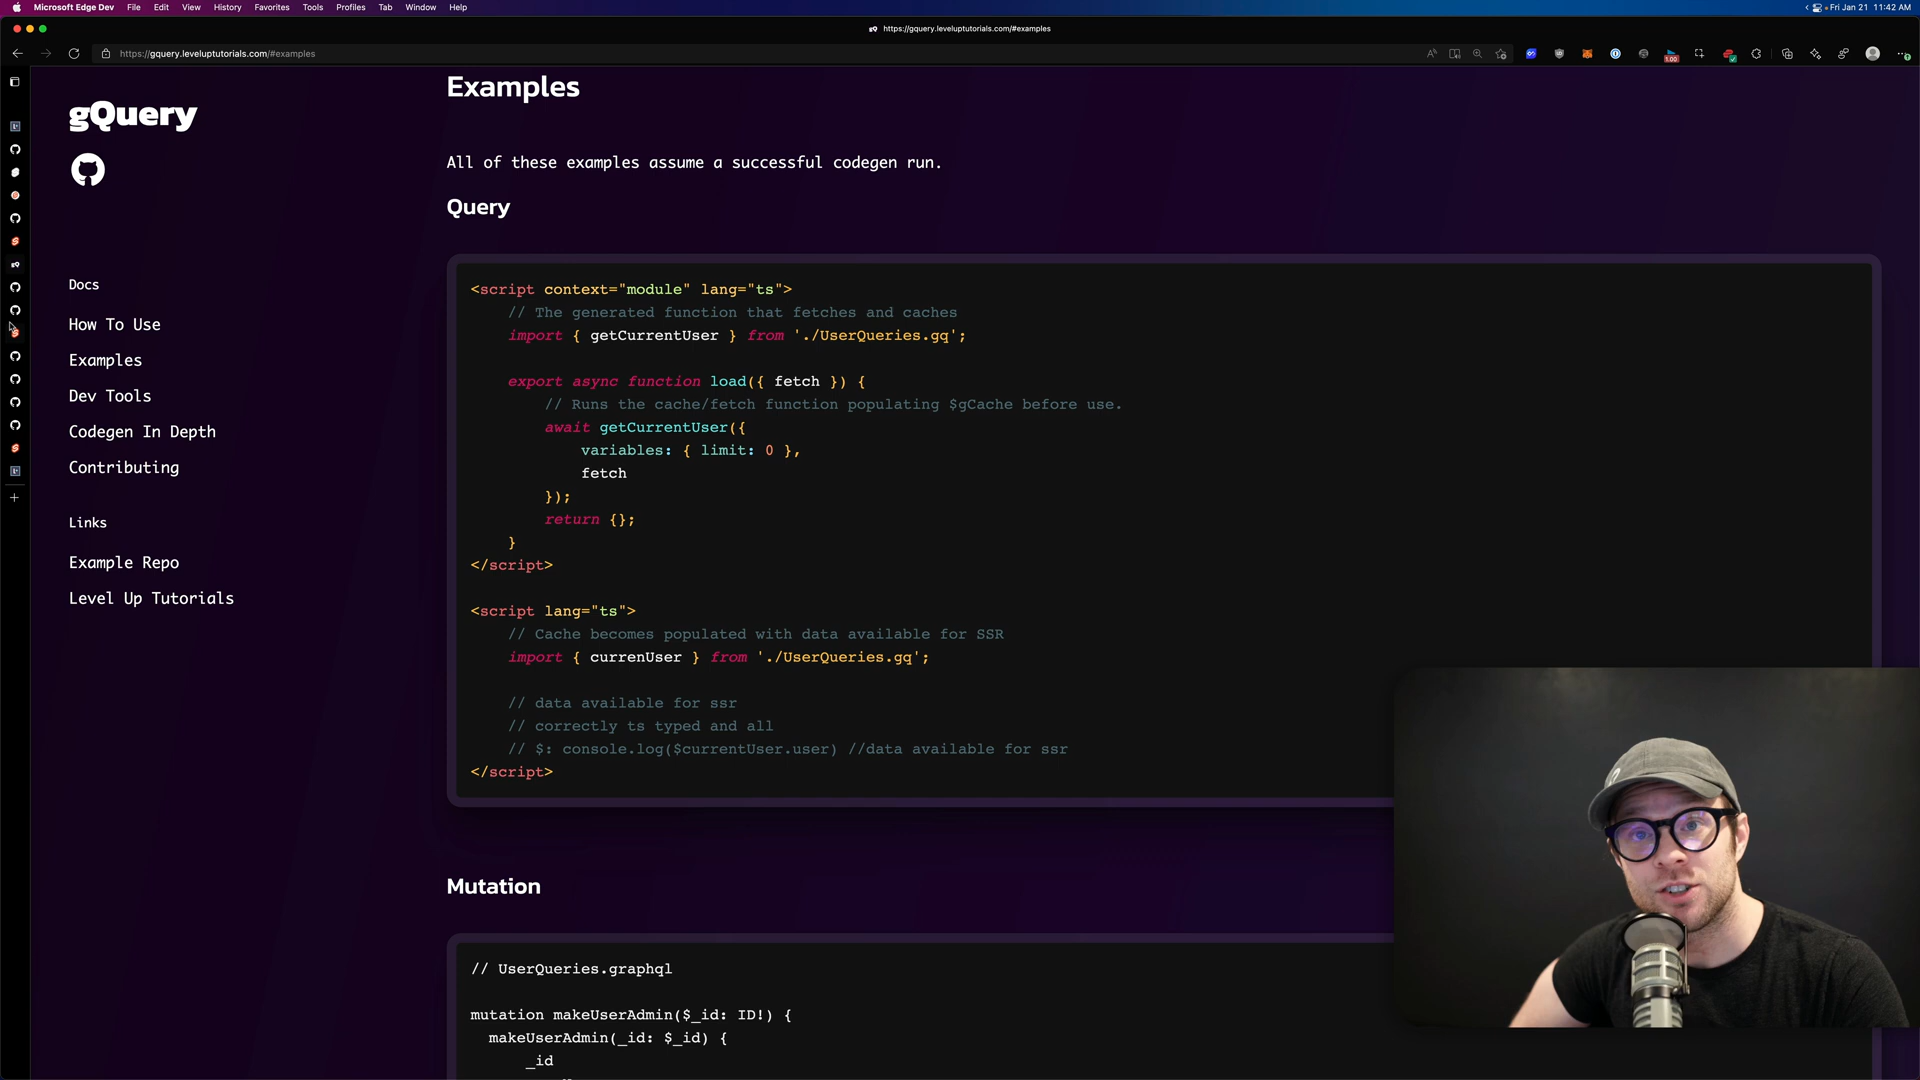 Microsoft Edge Dev File Edit View History Favorites Tools Profiles Tab Window Help
Fri Jan 21 11:42 AM
https://gquery.leveluptutorials.com/#examples
https://gquery.leveluptutorials.com/#examples
1.00
gQuery
Docs
How To Use
Examples
Dev Tools
Codegen In Depth
Contributing
Links
Example Repo
Level Up Tutorials
Examples
All of these examples assume a successful codegen run.
Query
<script context="module" lang="ts">
// The generated function that fetches and caches
import { getCurrentUser } from './UserQueries.gq';
export async function load({ fetch }) {
// Runs the cache/fetch function populating $gCache before use.
await getCurrentUser({
variables: { limit: 0 },
fetch
});
return {};
}
</script>
<script lang="ts">
// Cache becomes populated with data available for SSR
import { currenUser } from './UserQueries.gq';
// data available for ssr
// correctly ts typed and all
// $: console.log($currentUser.user) //data available for ssr
</script>
Mutation
// UserQueries.graphql
mutation makeUserAdmin($_id: ID!) {
makeUserAdmin(_id: $_id) {
_id